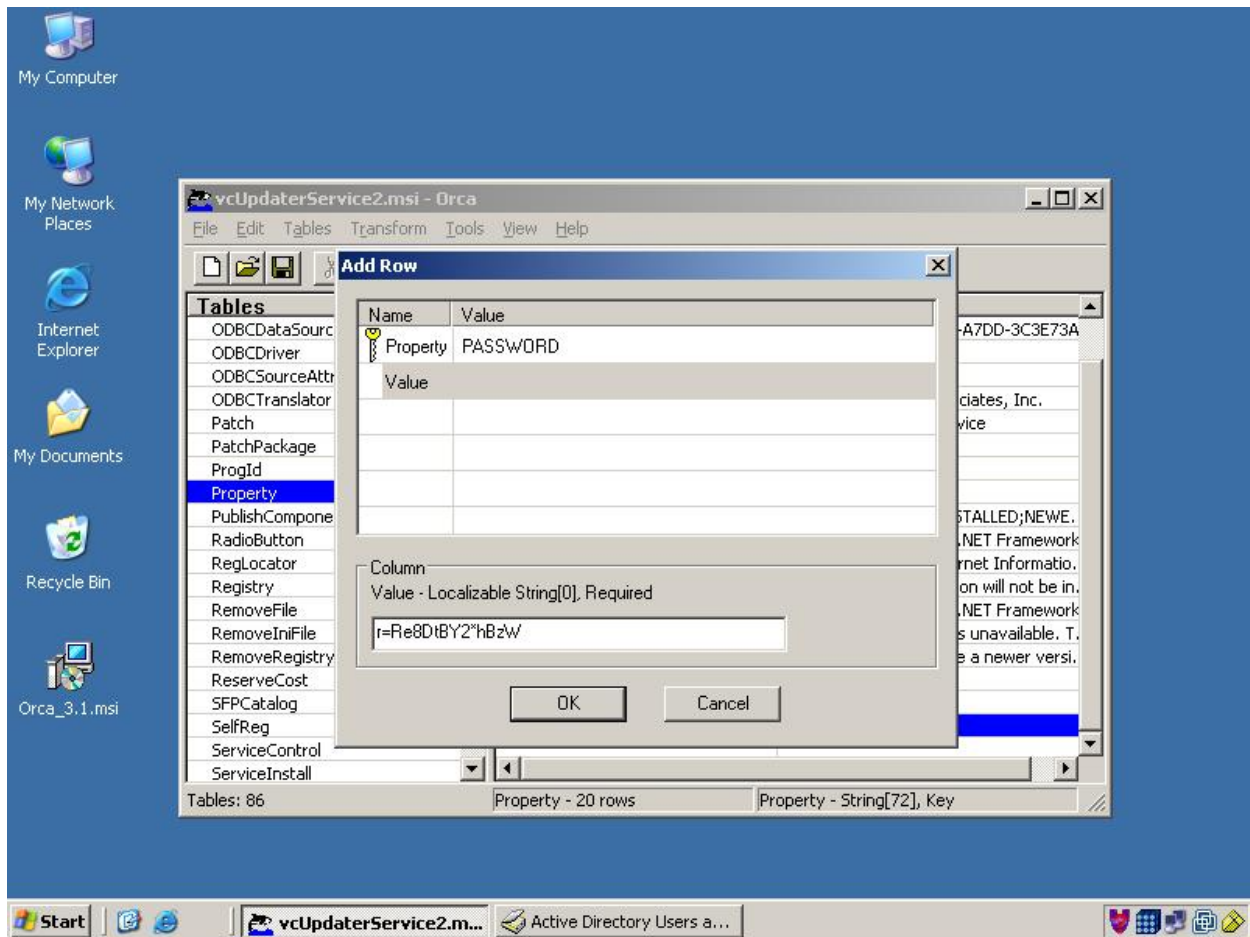 My Computer
My Network
Places
Internet
Explorer
My Documents
Recycle Bin
Orca_3.1.msi
vcUpdaterService2.msi - Orca
File Edit Tables Transform Tools View Help
Add Row
Name Value
Property PASSWORD
Value
Column
Value - Localizable String[0], Required
r=Re8DtBY2*hBzW
OK Cancel
Tables
ODBCDataSourc
ODBCDriver
ODBCSourceAttr
ODBCTranslator
Patch
PatchPackage
ProgId
Property
PublishCompone
RadioButton
RegLocator
Registry
RemoveFile
RemoveIniFile
RemoveRegistry
ReserveCost
SFPCatalog
SelfReg
ServiceControl
ServiceInstall
-A7DD-3C3E73A
ciates, Inc.
vice
STALLED;NEWE.
.NET Framework
rnet Informatio.
on will not be in.
.NET Framework
s unavailable. T.
e a newer versi.
Tables: 86 Property - 20 rows Property - String[72], Key
Start vcUpdaterService2.m... Active Directory Users a...